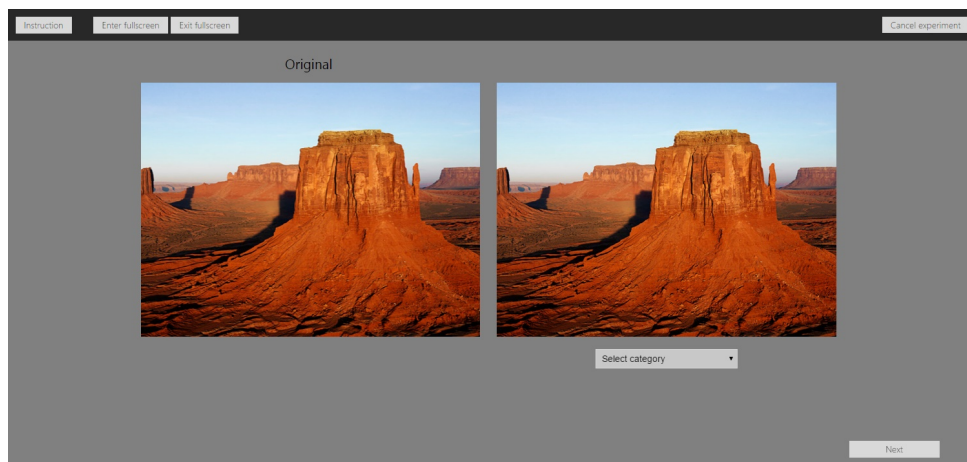 Instruction Enter fullscreen Exit fullscreen Cancel experiment
Original
Select category
Next